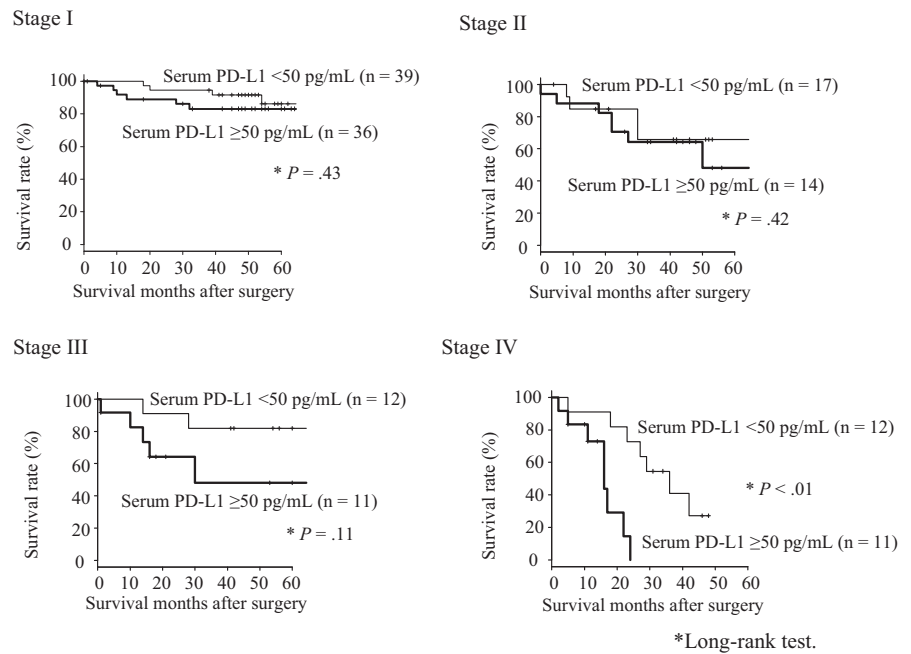 Stage I
100
80
60
40
20
0
Survival rate (%)
Serum PD-L1 <50 pg/mL (n = 39)
Serum PD-L1 ≥50 pg/mL (n = 36)
* P = .43
0 10 20 30 40 50 60
Survival months after surgery
Stage II
100
80
60
40
20
0
Survival rate (%)
Serum PD-L1 <50 pg/mL (n = 17)
Serum PD-L1 ≥50 pg/mL (n = 14)
* P = .42
0 10 20 30 40 50 60
Survival months after surgery
Stage III
100
80
60
40
20
0
Survival rate (%)
Serum PD-L1 <50 pg/mL (n = 12)
Serum PD-L1 ≥50 pg/mL (n = 11)
* P = .11
0 10 20 30 40 50 60
Survival months after surgery
Stage IV
100
80
60
40
20
0
Survival rate (%)
Serum PD-L1 <50 pg/mL (n = 12)
* P < .01
Serum PD-L1 ≥50 pg/mL (n = 11)
0 10 20 30 40 50 60
Survival months after surgery
*Long-rank test.